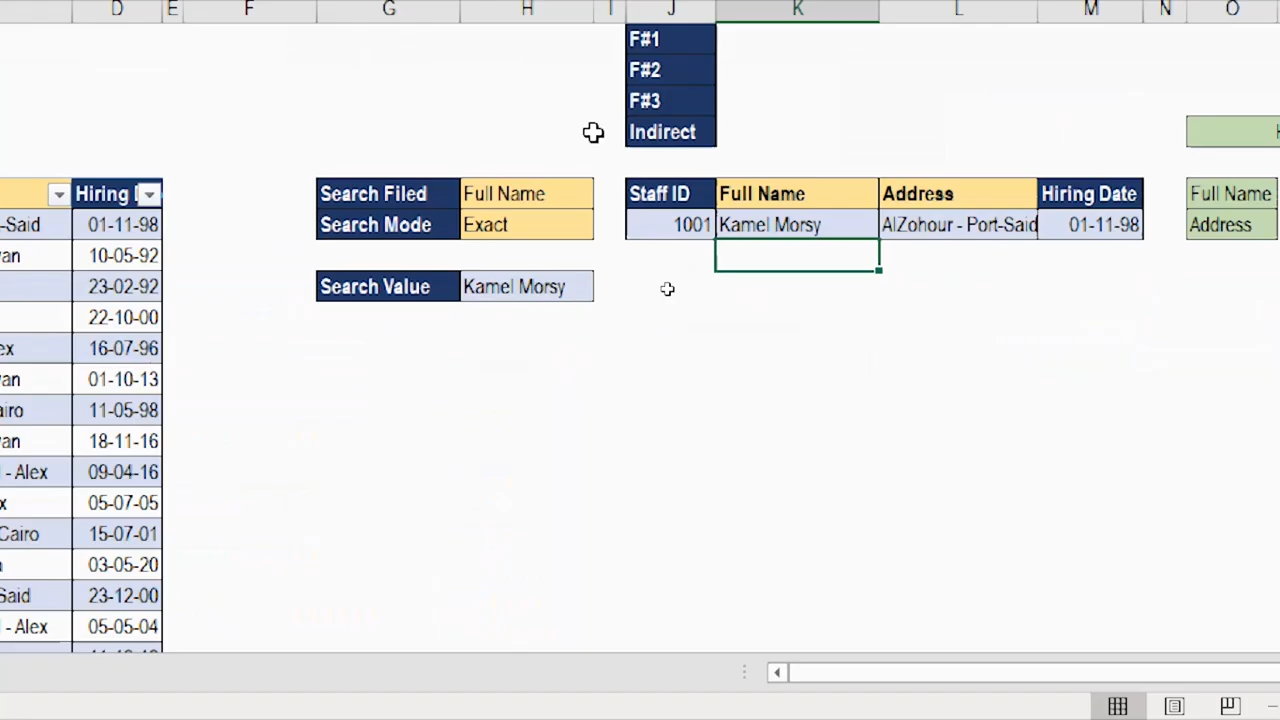 D E F G H I J K L M N O
F#1
F#2
F#3
Indirect
Hiring
Search Filed Full Name
Staff ID Full Name Address Hiring Date
Full Name
-Said 01-11-98
Search Mode Exact
1001 Kamel Morsy AlZohour - Port-Said 01-11-98
Address
van 10-05-92
23-02-92
Search Value Kamel Morsy
22-10-00
ex 16-07-96
van 01-10-13
airo 11-05-98
van 18-11-16
- Alex 09-04-16
x 05-07-05
Cairo 15-07-01
03-05-20
Said 23-12-00
- Alex 05-05-04